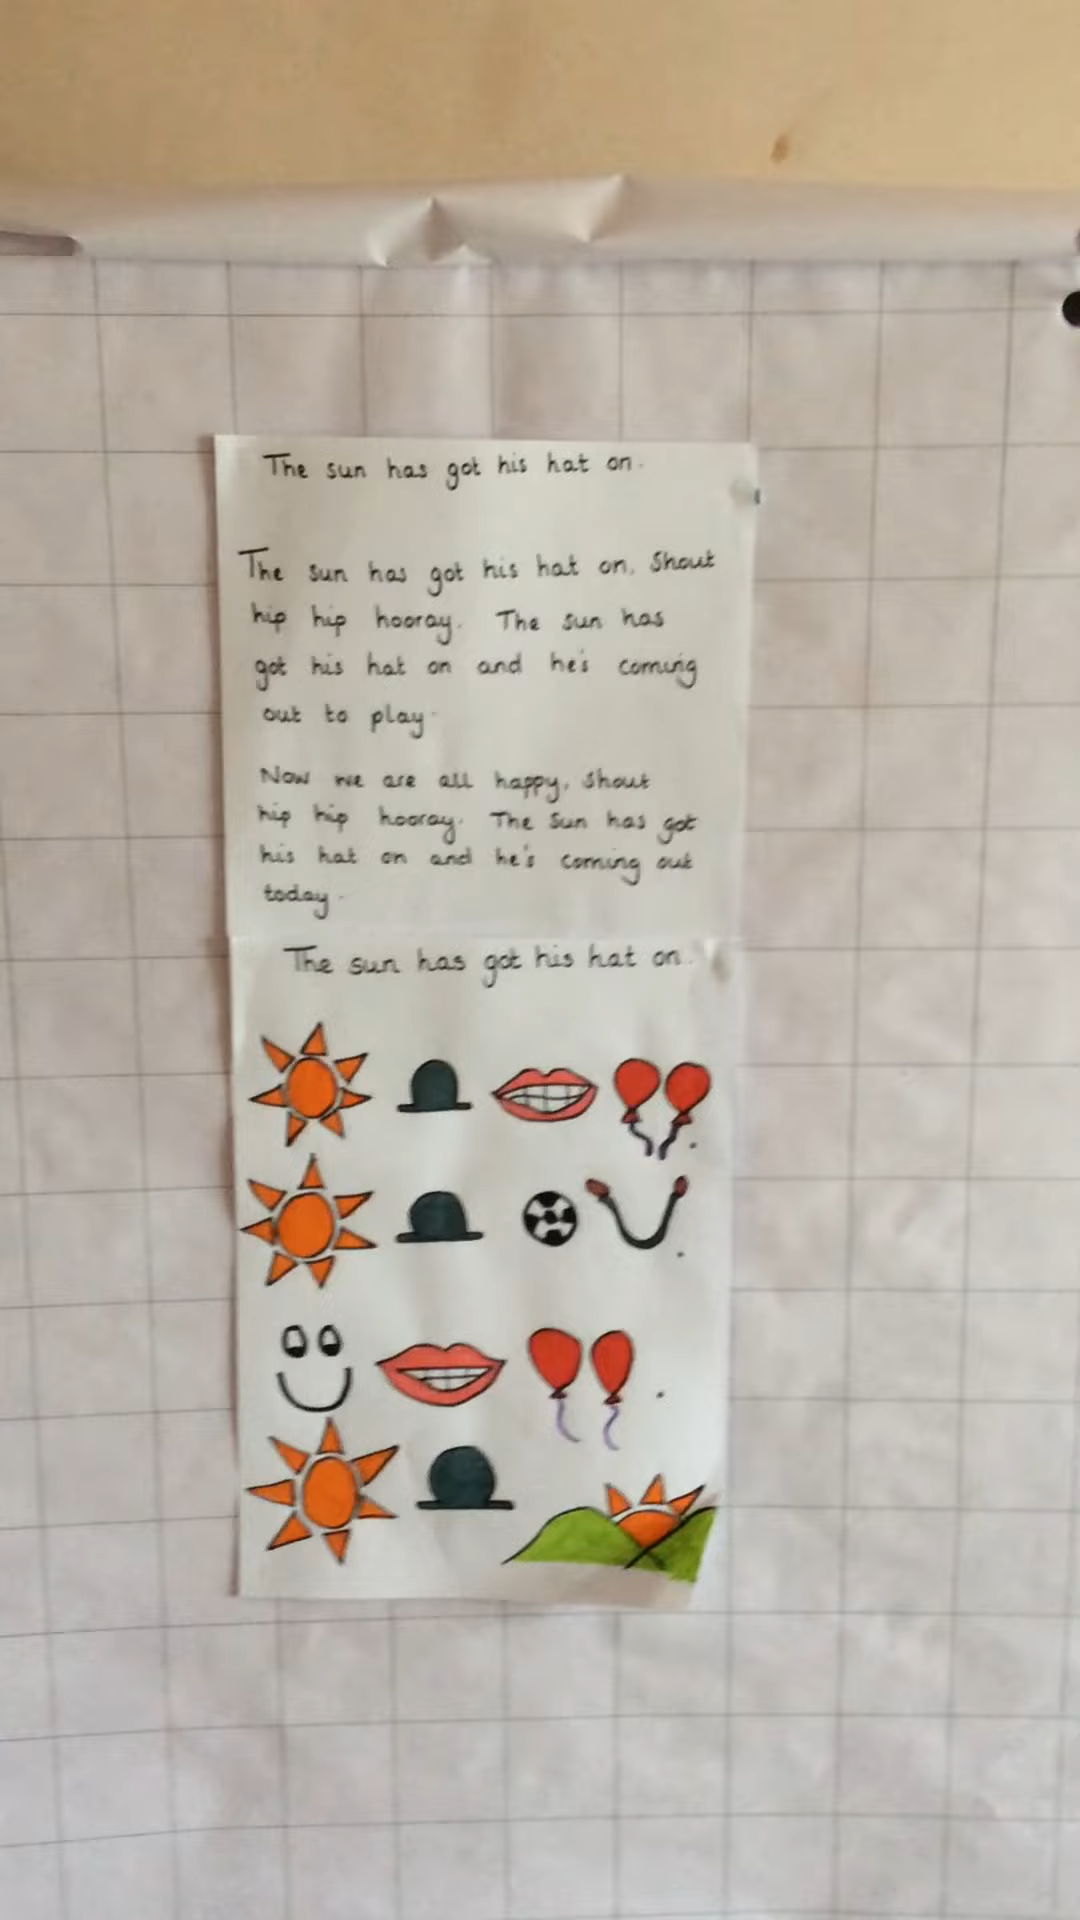 The sun has got his hat on.
The sun has got his hat on. Shout
hip hip hooray. The sun has
got his hat on and he's coming
out to play.
Now we are all happy. Shout
hip hip hooray. The Sun has got
his hat on and he's coming out
today.
The sun has got his hat on.